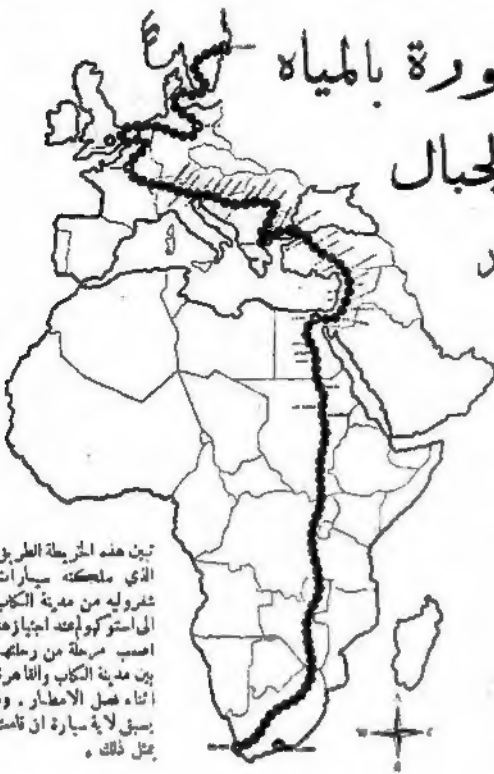 ورة بالمياه
لجبال
تبين هذه الخريطة الطريق
الذي سلكته سيارات
شفروليه من مدينة الكاب
الى استوكهولم عند اجتيازها
اصعب مرحلة من رحلتها
بين مدينة الكاب والقاهرة
اثناء فصل الامطار . و
يسبق لاية سيارة ان قامت
بمثل ذلك .